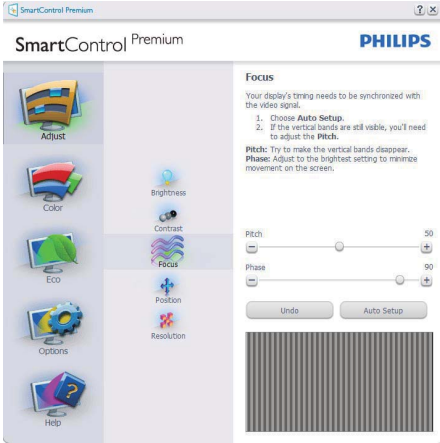 SmartControl Premium
SmartControl Premium
PHILIPS
Adjust
Color
Eco
Options
Help
Brightness
Contrast
Focus
Position
Resolution
Focus
Your display's timing needs to be synchronized with
the video signal.
1. Choose Auto Setup.
2. If the vertical bands are still visible, you'll need
to adjust the Pitch.
Pitch: Try to make the vertical bands disappear.
Phase: Adjust to the brightest setting to minimize
movement on the screen.
Pitch 50
Phase 90
Undo Auto Setup